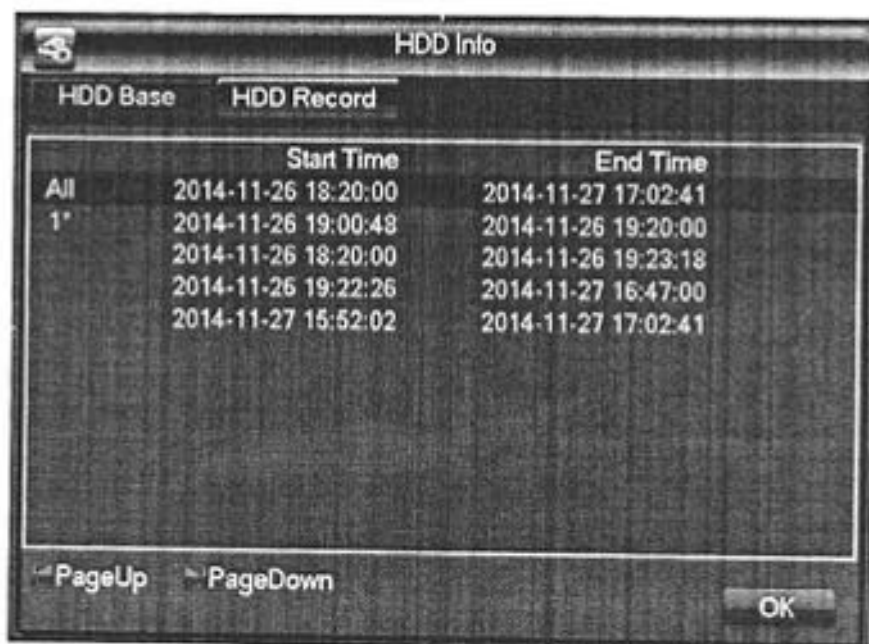 HDD Info
HDD Base HDD Record
Start Time End Time
All 2014-11-26 18:20:00 2014-11-27 17:02:41
1* 2014-11-26 19:00:48 2014-11-26 19:20:00
2014-11-26 18:20:00 2014-11-26 19:23:18
2014-11-26 19:22:26 2014-11-27 16:47:00
2014-11-27 15:52:02 2014-11-27 17:02:41
PageUp PageDown
OK